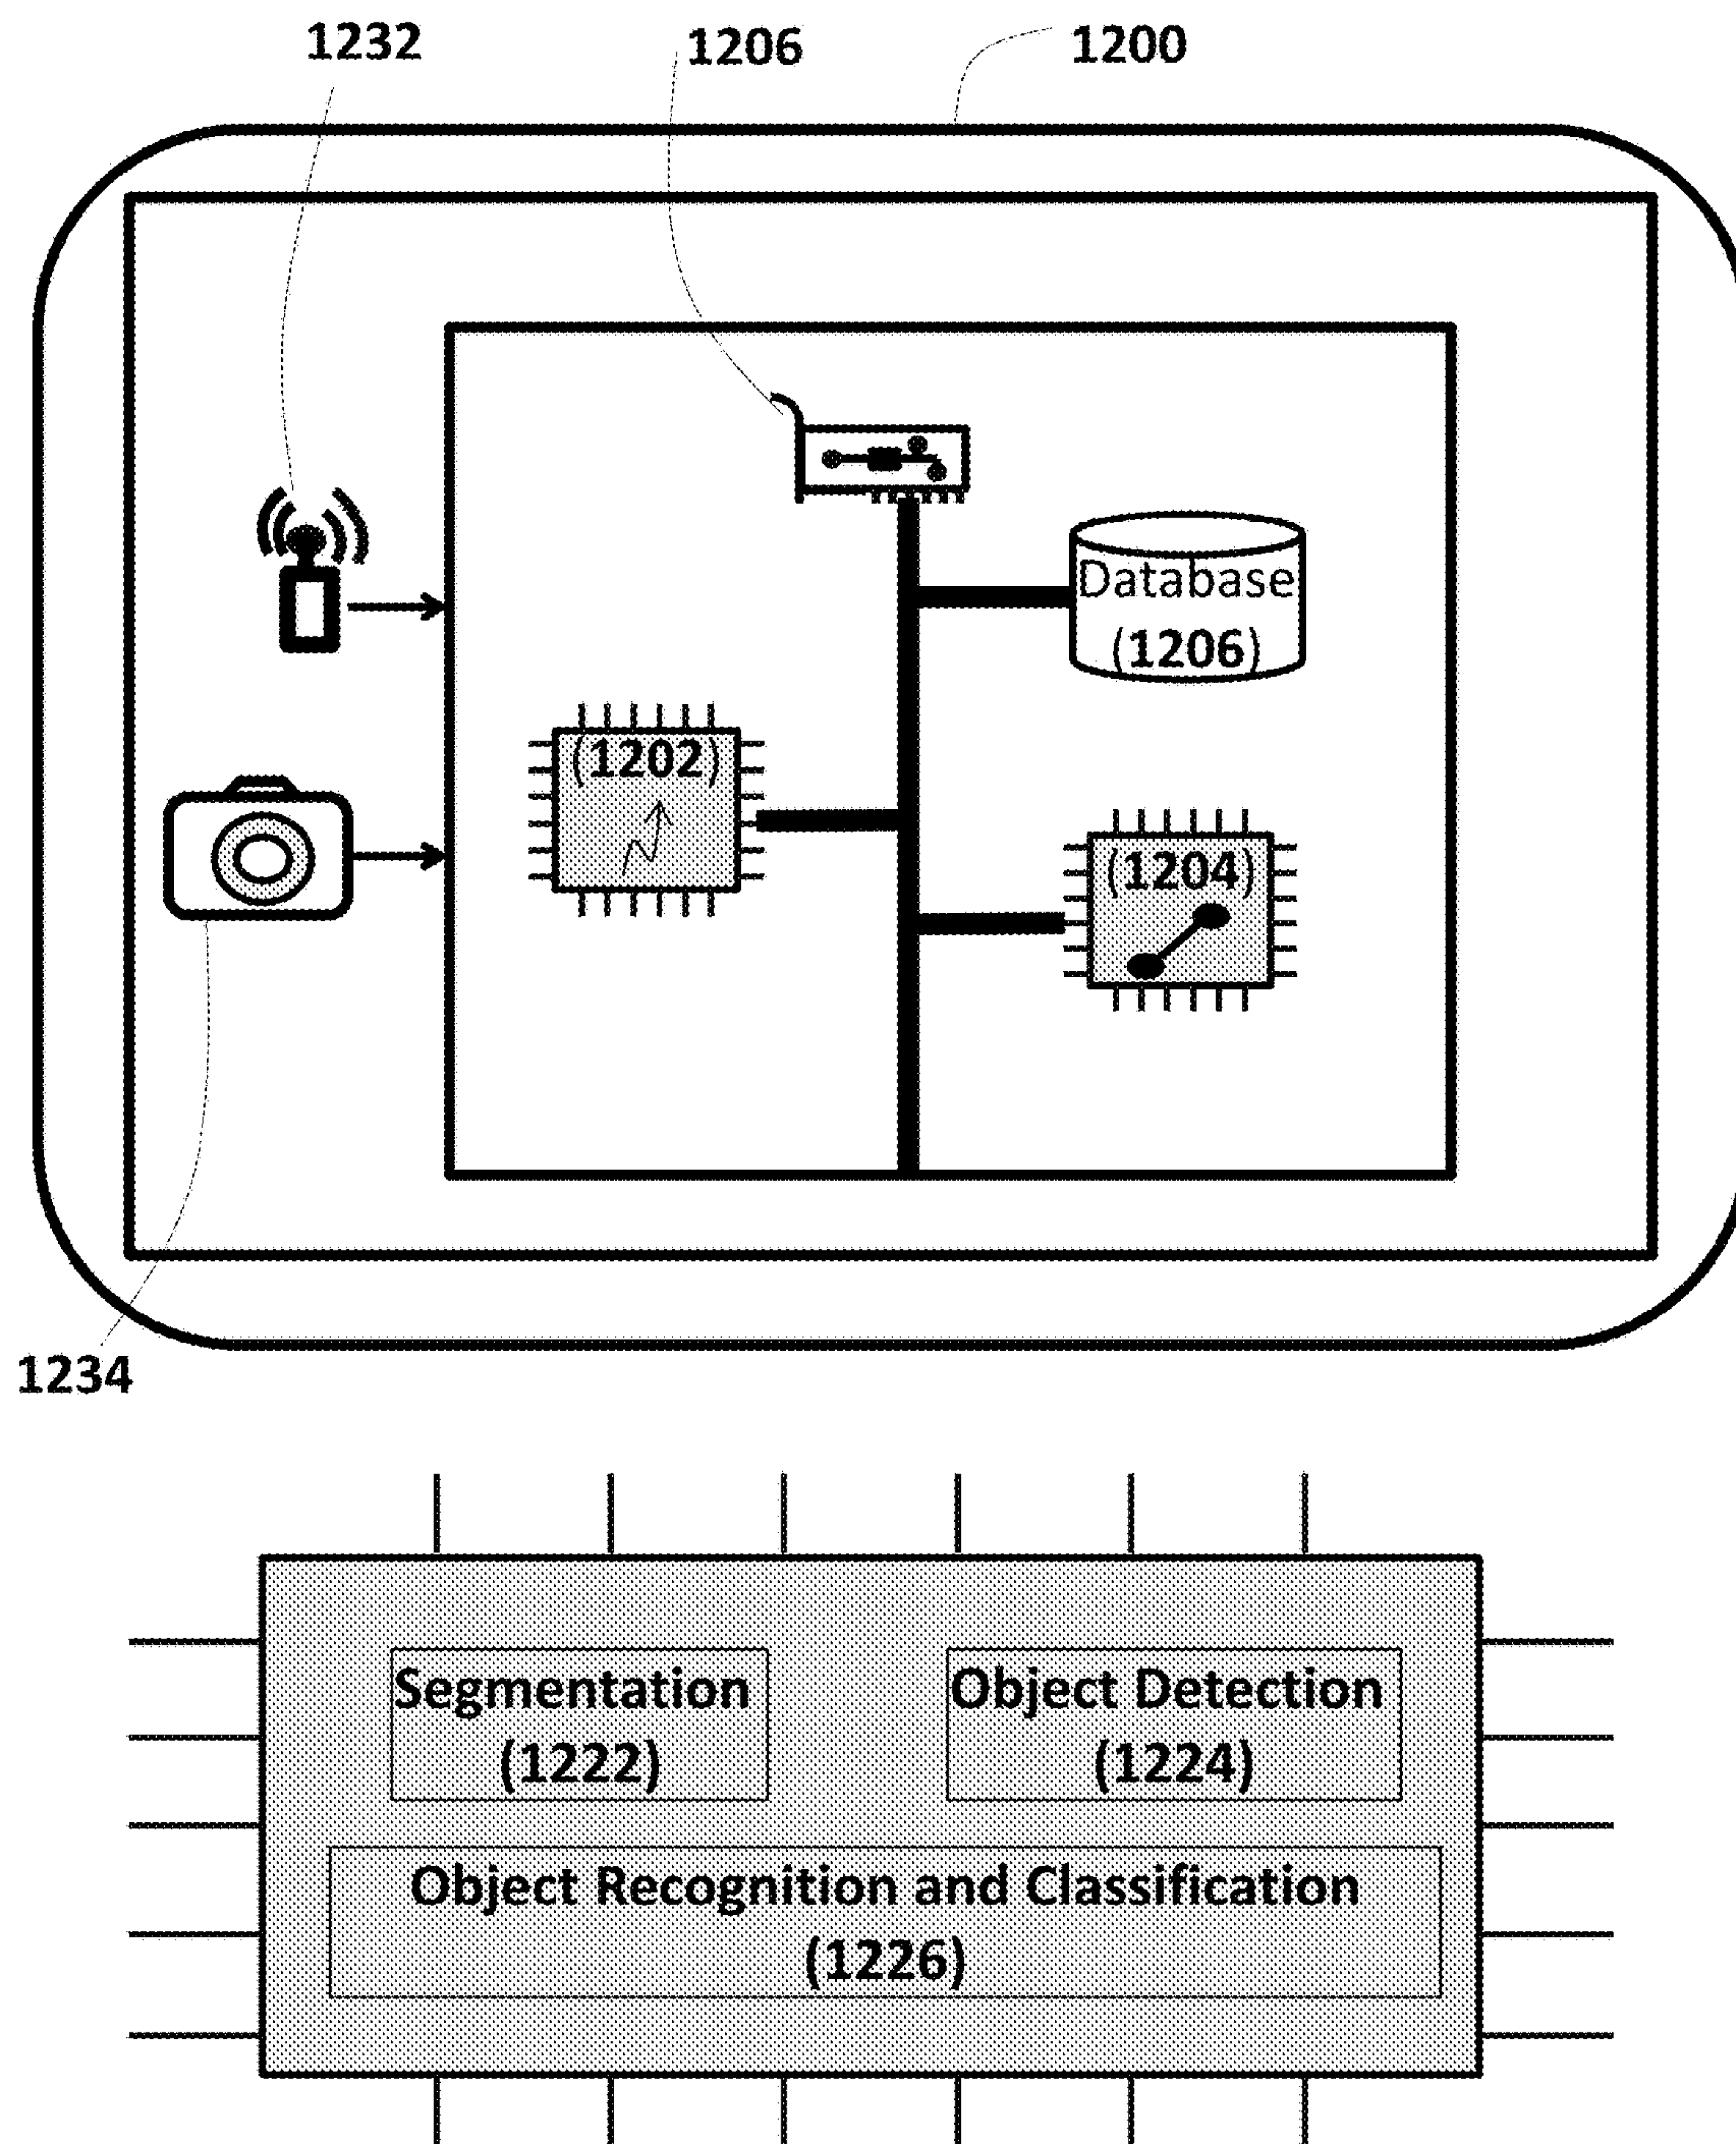 1232
1206
1200
Database
(1206)
(1202)
(1204)
1234
Segmentation
(1222)
Object Detection
(1224)
Object Recognition and Classification
(1226)